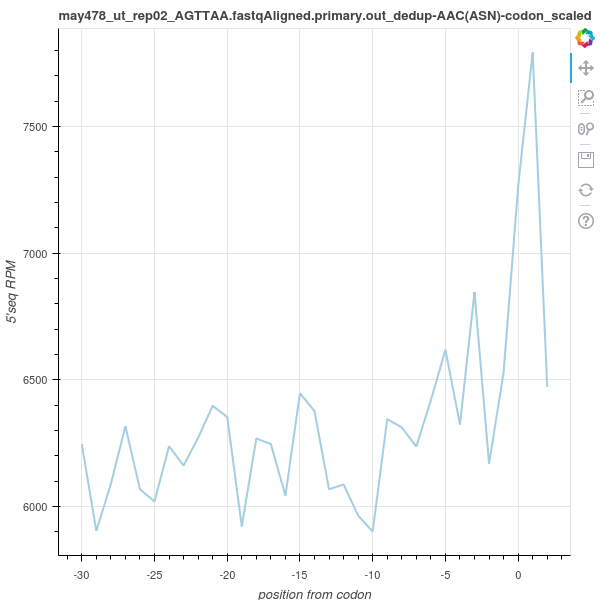 may478_ut_rep02_AGTTAA.fastqAligned.primary.out_dedup-AAC(ASN)-codon_scaled
7500
7000
6500
6000
5'seq RPM
-30 -25 -20 -15 -10 -5 0
position from codon